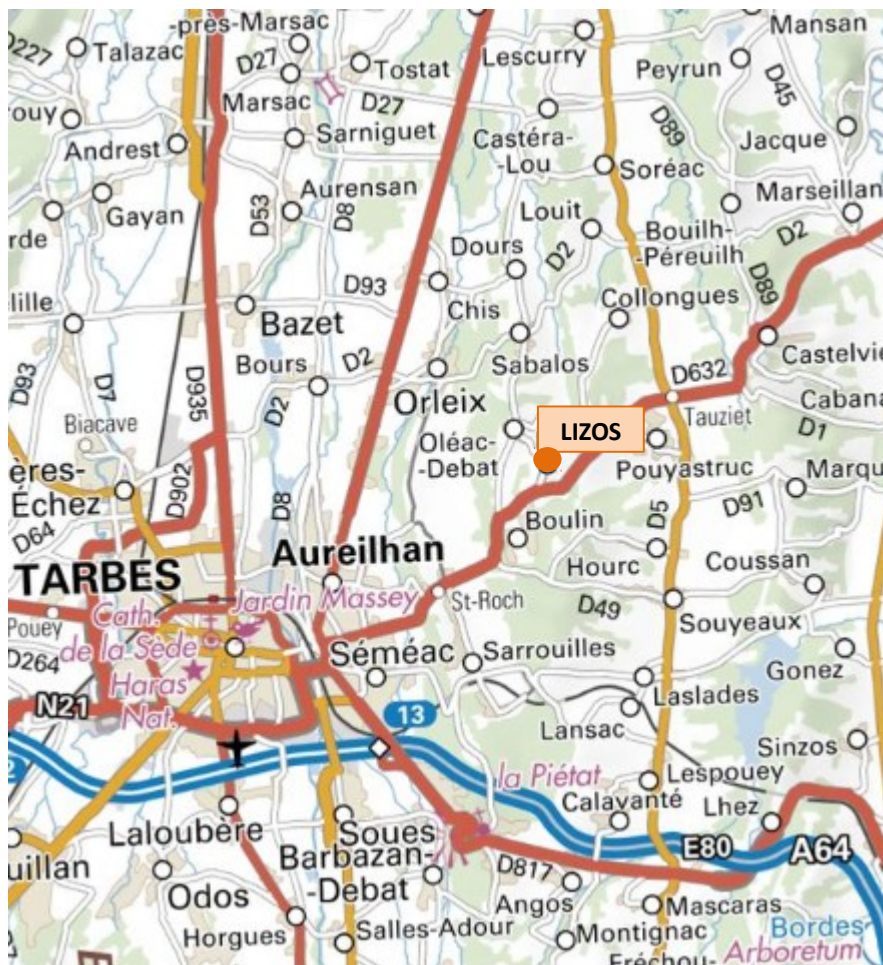 -près-Marsac
Mansan
D227
Talazac
D27
Tostat
Lescurry
Peyrun
D45
Marsac
D27
rouy
Castéra-
-Lou
D89
Jacque
Sarniguet
Andrest
Soréac
Aurensan
Marseillan
Gayan
D53
D8
Louit
Bouilh-
-Péreuilh
D2
rde
Dours
D2
D93
Chis
Collongues
D89
Bazet
Sabalos
Castelvie
Bours
D2
D632
D93
D7
D935
D2
Orleix
Cabana
Tauziet
D1
Biacave
LIZOS
Oléac-
-Debat
Pouyastruc
Marqu
ères-
Échez
D902
D8
D5
D91
D64
Boulin
Aureilhan
Hourc
Coussan
TARBES
Jardin Massey
St-Roch
D49
Cath.
de la Sède
Pouey
Souyeaux
D264
Séméac
Sarrouilles
Gonez
Haras
Nat.
Laslades
N21
13
Lansac
Sinzos
la Piétat
Lespouey
Calavanté
Lhez
Laloubère
Soues
E80
A64
uillan
Barbazan-
-Debat
D817
Odos
Angos
Mascaras
Horgues
Salles-Adour
Montignac
Bordes
Fréchou-
Arboretum